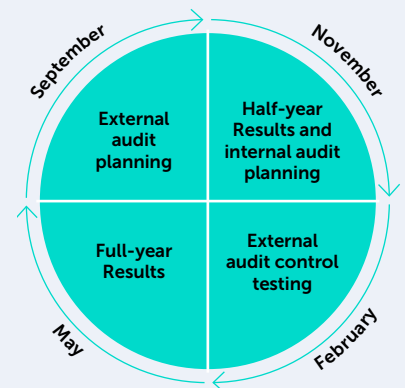 September
November
External
audit
planning
Half-year
Results and
internal audit
planning
Full-year
Results
External
audit control
testing
May
February